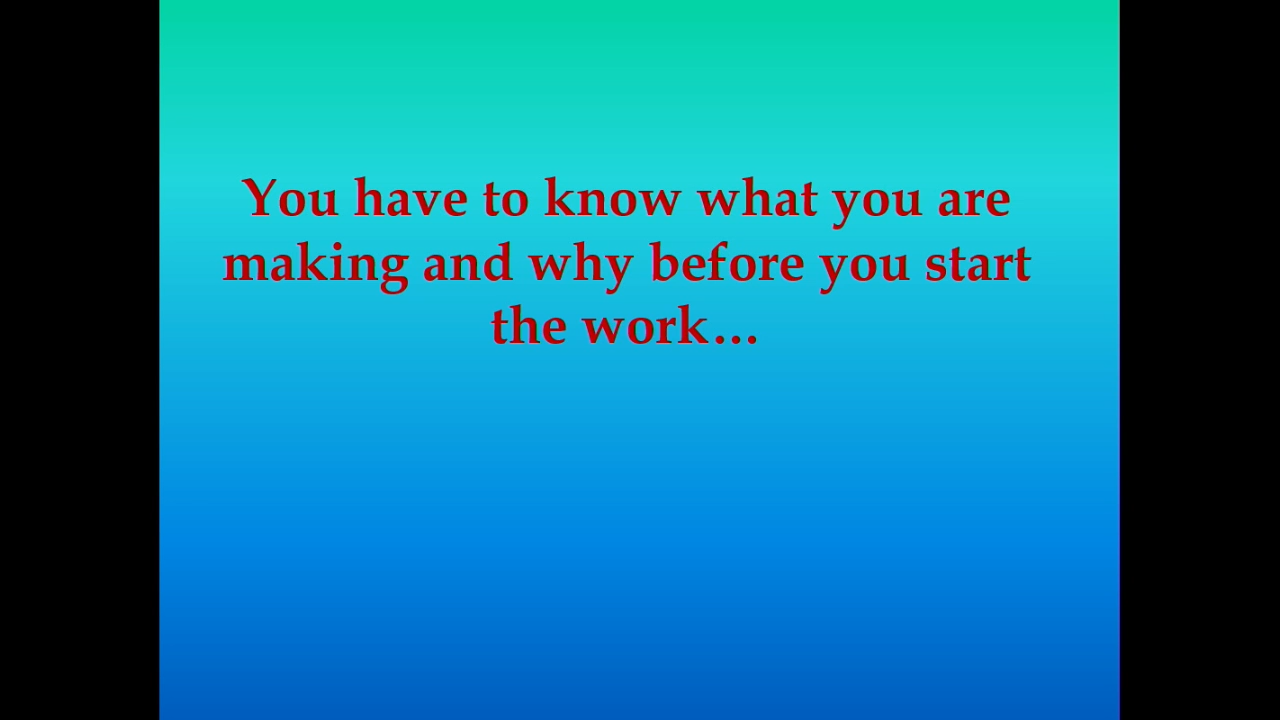 You have to know what you are
making and why before you start
the work…